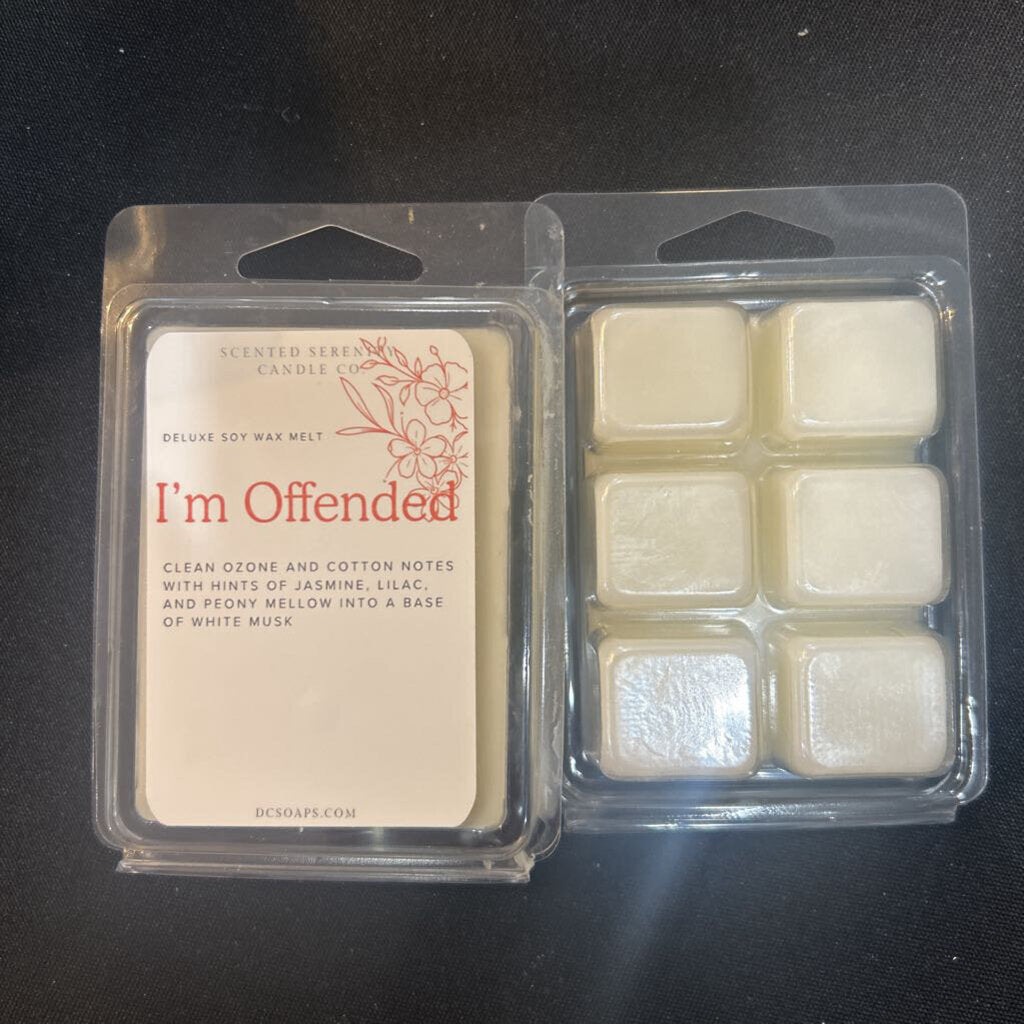 SCENTED SERENITY
CANDLE CO.
DELUXE SOY WAX MELT
I'm Offended
CLEAN OZONE AND COTTON NOTES
WITH HINTS OF JASMINE, LILAC,
AND PEONY MELLOW INTO A BASE
OF WHITE MUSK
DCSOAPS.COM